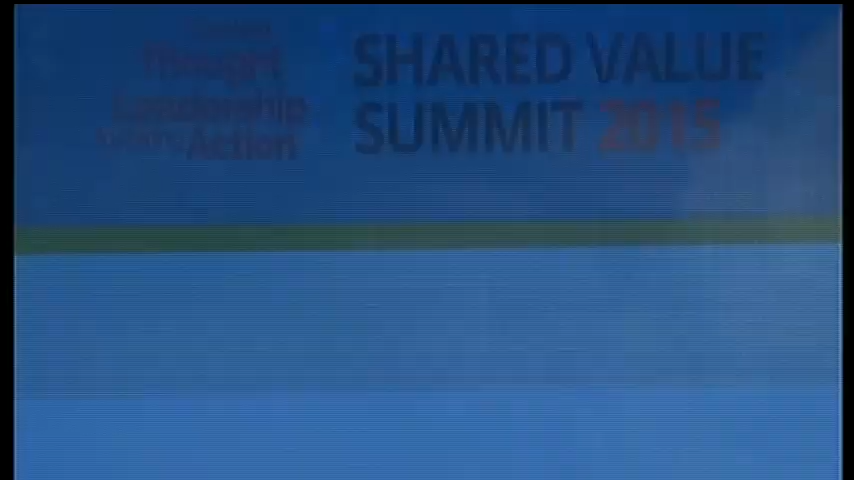 Thought
Leadership
Action
SHARED VALUE
SUMMIT 2015